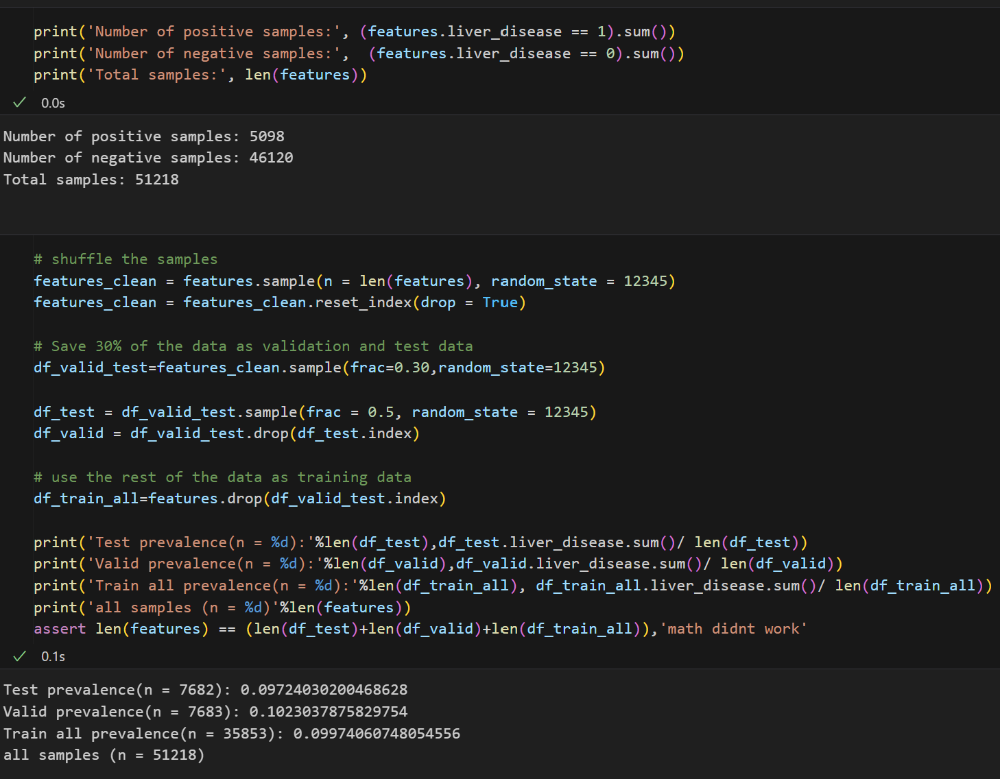 print('Number of positive samples:', (features.liver_disease == 1).sum())
print('Number of negative samples:',  (features.liver_disease == 0).sum())
print('Total samples:', len(features))
0.0s
Number of positive samples: 5098
Number of negative samples: 46120
Total samples: 51218
# shuffle the samples
features_clean = features.sample(n = len(features), random_state = 12345)
features_clean = features_clean.reset_index(drop = True)
# Save 30% of the data as validation and test data
df_valid_test=features_clean.sample(frac=0.30,random_state=12345)
df_test = df_valid_test.sample(frac = 0.5, random_state = 12345)
df_valid = df_valid_test.drop(df_test.index)
# use the rest of the data as training data
df_train_all=features.drop(df_valid_test.index)
print('Test prevalence(n = %d):'%len(df_test),df_test.liver_disease.sum()/ len(df_test))
print('Valid prevalence(n = %d):'%len(df_valid),df_valid.liver_disease.sum()/ len(df_valid))
print('Train all prevalence(n = %d):'%len(df_train_all), df_train_all.liver_disease.sum()/ len(df_train_all))
print('all samples (n = %d)'%len(features))
assert len(features) == (len(df_test)+len(df_valid)+len(df_train_all)),'math didnt work'
0.1s
Test prevalence(n = 7682): 0.09724030200468628
Valid prevalence(n = 7683): 0.1023037875829754
Train all prevalence(n = 35853): 0.09974060748054556
all samples (n = 51218)